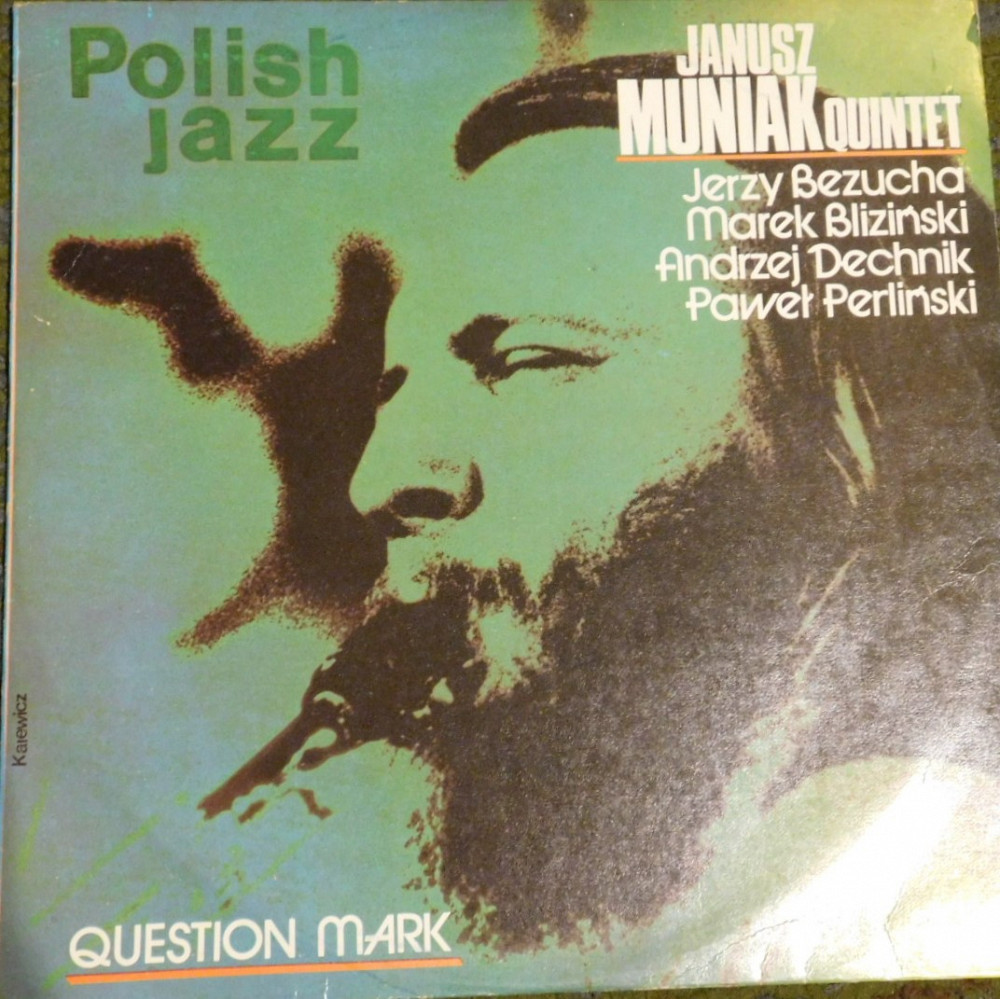 Polish
jazz
JANUSZ
MUNIAK QUINTET
Jerzy Bezucha
Marek Bliziński
Andrzej Dechnik
Paweł Perliński
Karewicz
QUESTION MARK